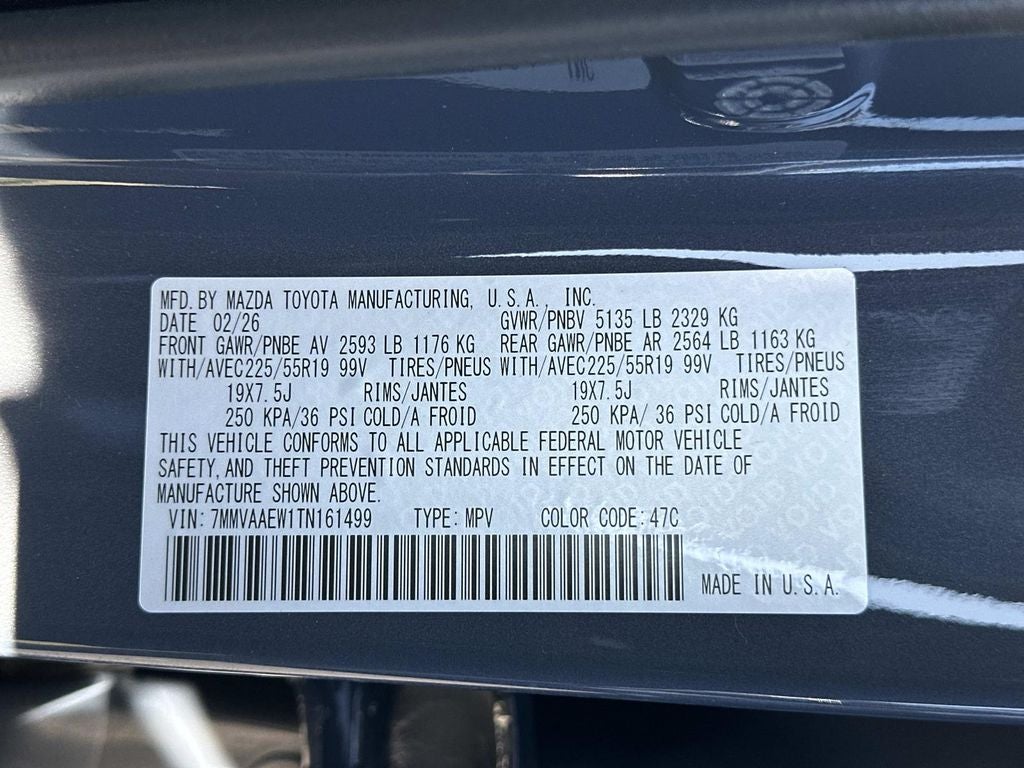 MFD. BY MAZDA TOYOTA MANUFACTURING, U.S.A., INC.
DATE 02/26 GVWR/PNBV 5135 LB 2329 KG
FRONT GAWR/PNBE AV 2593 LB 1176 KG REAR GAWR/PNBE AR 2564 LB 1163 KG
WITH/AVEC225/55R19 99V TIRES/PNEUS WITH/AVEC225/55R19 99V TIRES/PNEUS
19X7.5J RIMS/JANTES 19X7.5J RIMS/JANTES
250 KPA/36 PSI COLD/A FROID 250 KPA/ 36 PSI COLD/A FROID
THIS VEHICLE CONFORMS TO ALL APPLICABLE FEDERAL MOTOR VEHICLE
SAFETY, AND THEFT PREVENTION STANDARDS IN EFFECT ON THE DATE OF
MANUFACTURE SHOWN ABOVE.
VIN: 7MMVAAEW1TN161499 TYPE: MPV COLOR CODE: 47C
MADE IN U.S.A.